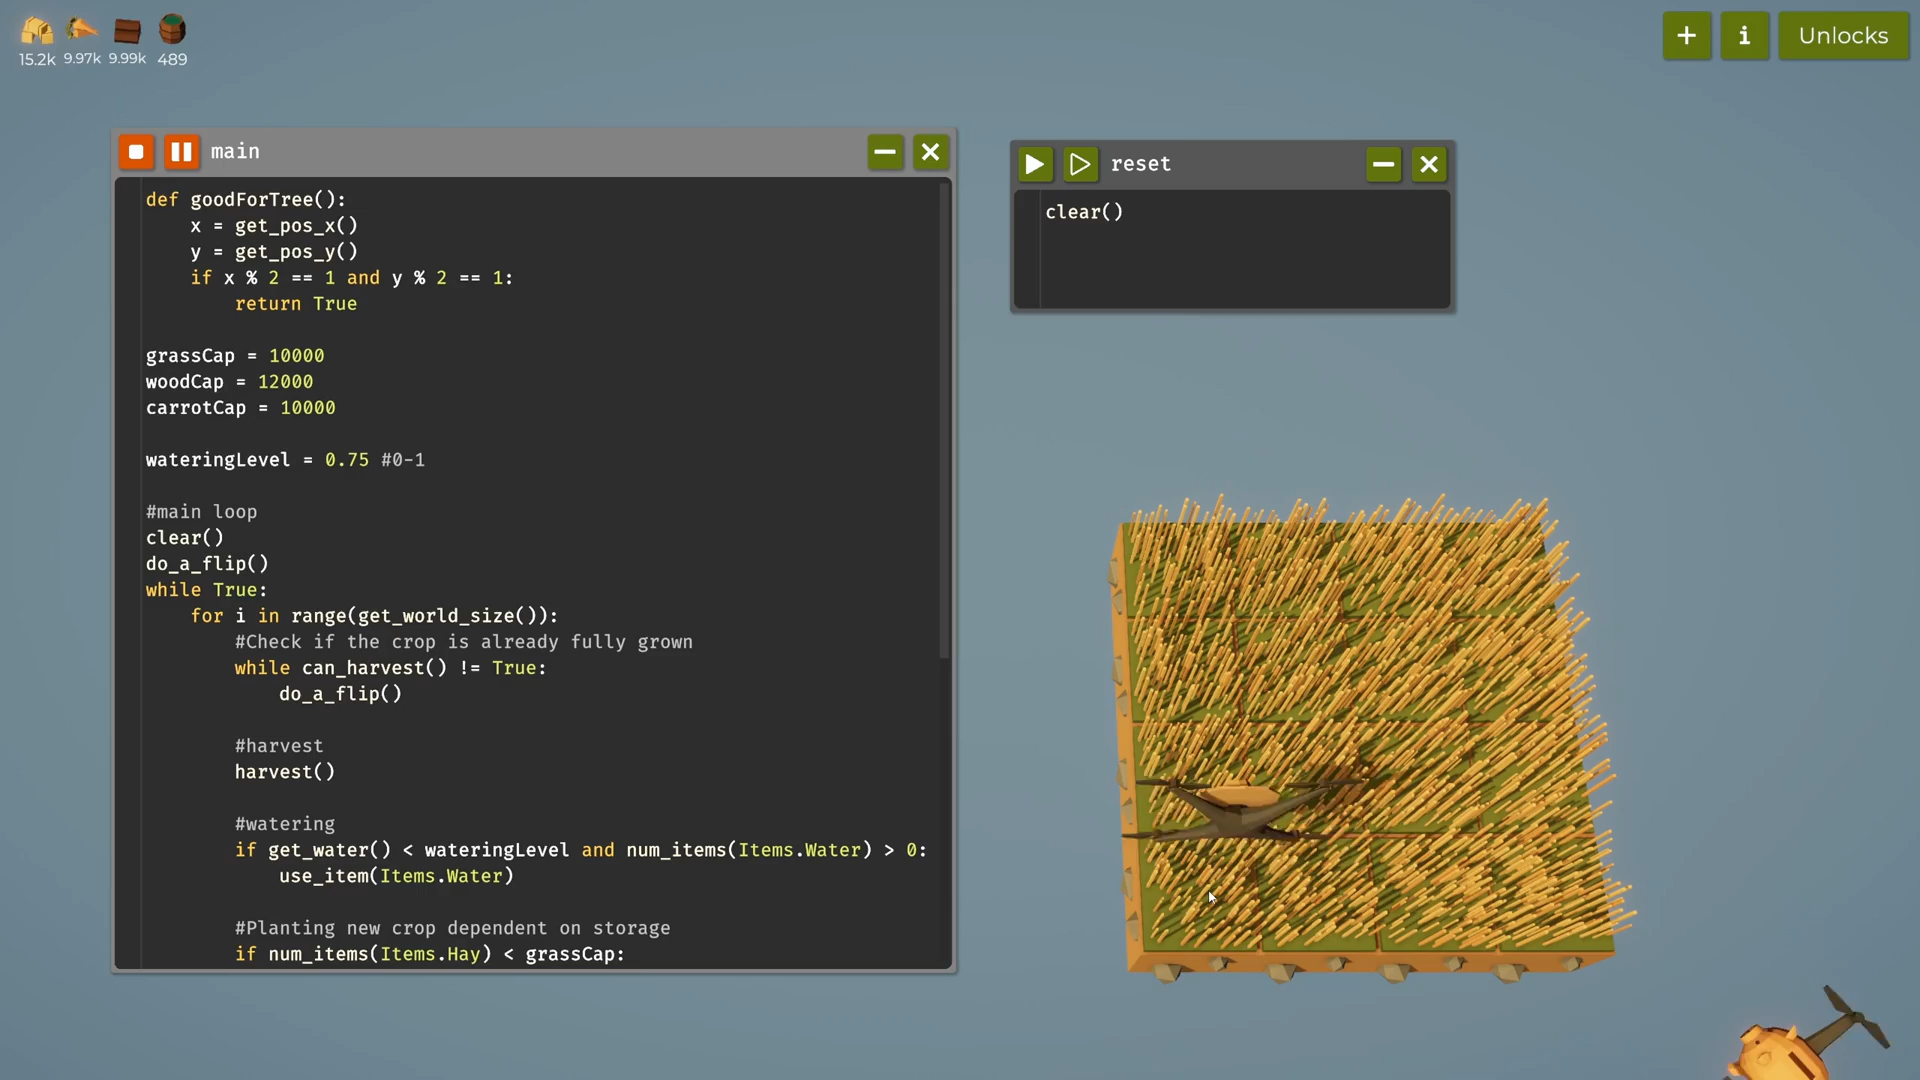 15.2k 9.97k 9.99k 489
+ i Unlocks
main
def goodForTree():
    x = get_pos_x()
    y = get_pos_y()
    if x % 2 == 1 and y % 2 == 1:
        return True
grassCap = 10000
woodCap = 12000
carrotCap = 10000
wateringLevel = 0.75 #0-1
#main loop
clear()
do_a_flip()
while True:
    for i in range(get_world_size()):
        #Check if the crop is already fully grown
        while can_harvest() != True:
            do_a_flip()
        #harvest
        harvest()
        #watering
        if get_water() < wateringLevel and num_items(Items.Water) > 0:
            use_item(Items.Water)
        #Planting new crop dependent on storage
        if num_items(Items.Hay) < grassCap:
reset
clear()